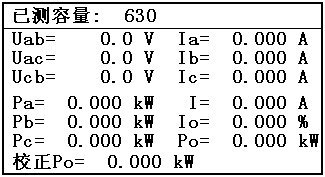 已测容量: 630
Uab= 0.0 V Ia= 0.000 A
Uac= 0.0 V Ib= 0.000 A
Ucb= 0.0 V Ic= 0.000 A
Pa= 0.000 kW I= 0.000 A
Pb= 0.000 kW Io= 0.000 %
Pc= 0.000 kW Po= 0.000 kW
校正Po= 0.000 kW